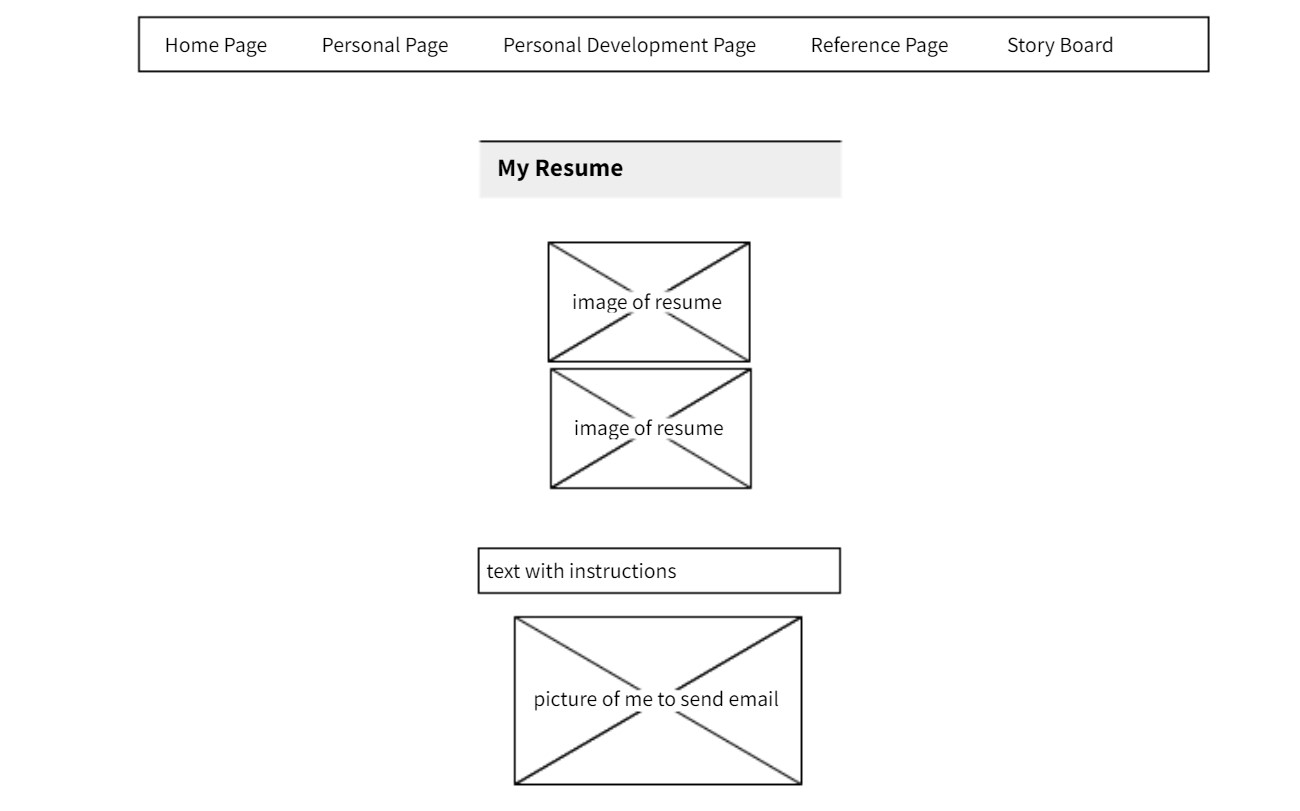 Home Page Personal Page Personal Development Page Reference Page Story Board
My Resume
image of resume
image of resume
text with instructions
picture of me to send email